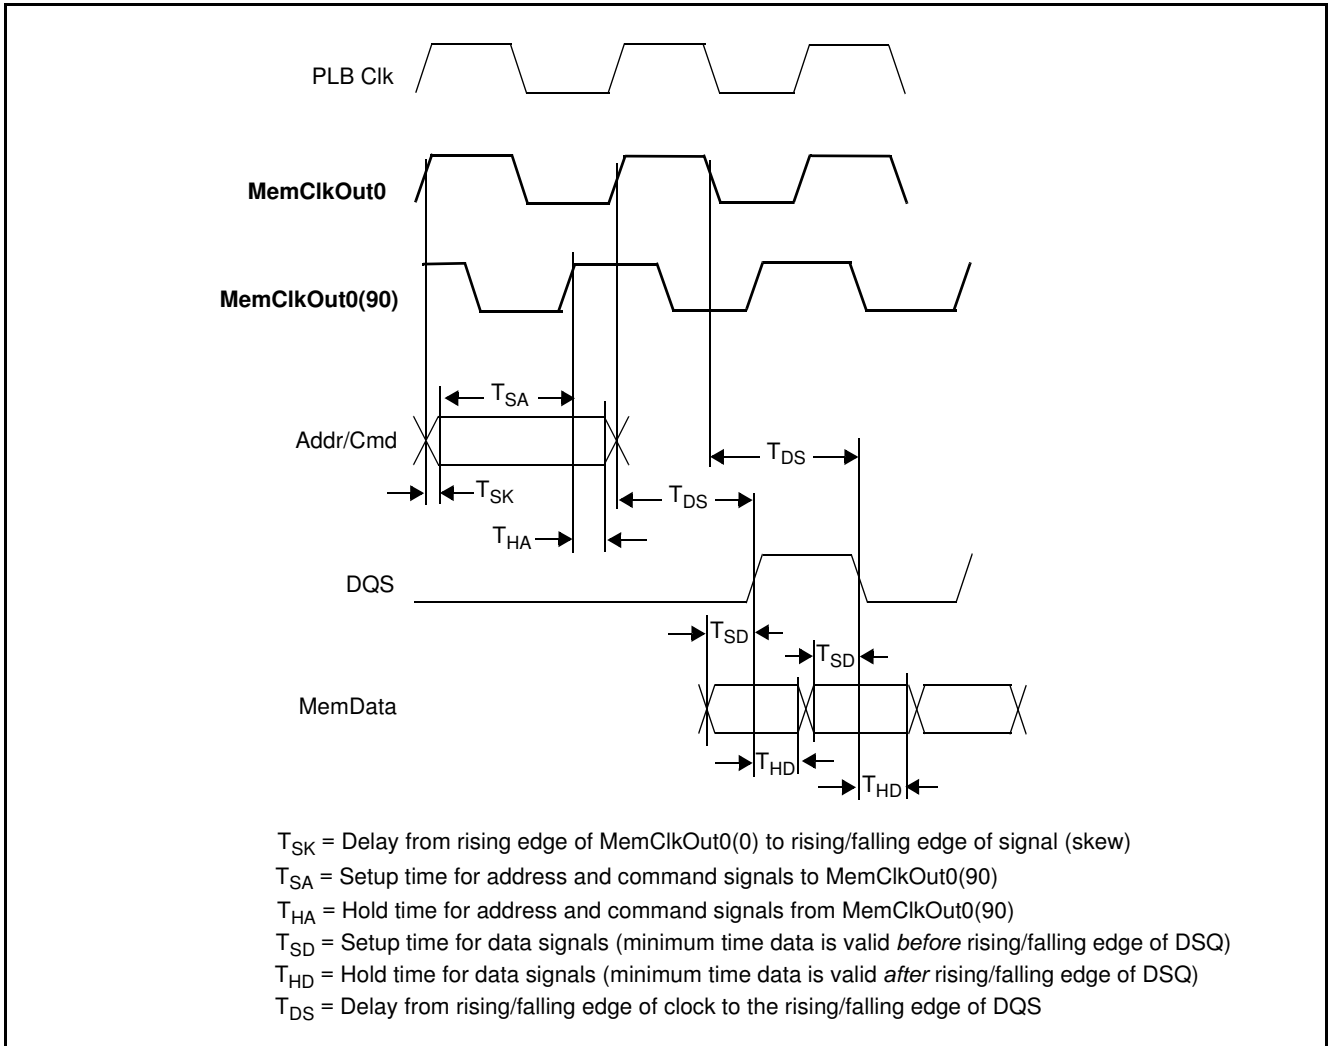 PLB Clk
MemClkOut0
MemClkOut0(90)
TSA
Addr/Cmd
TDS
TSK
TDS
THA
DQS
TSD
TSD
MemData
THD
THD
TSK = Delay from rising edge of MemClkOut0(0) to rising/falling edge of signal (skew)
TSA = Setup time for address and command signals to MemClkOut0(90)
THA = Hold time for address and command signals from MemClkOut0(90)
TSD = Setup time for data signals (minimum time data is valid before rising/falling edge of DSQ)
THD = Hold time for data signals (minimum time data is valid after rising/falling edge of DSQ)
TDS = Delay from rising/falling edge of clock to the rising/falling edge of DQS